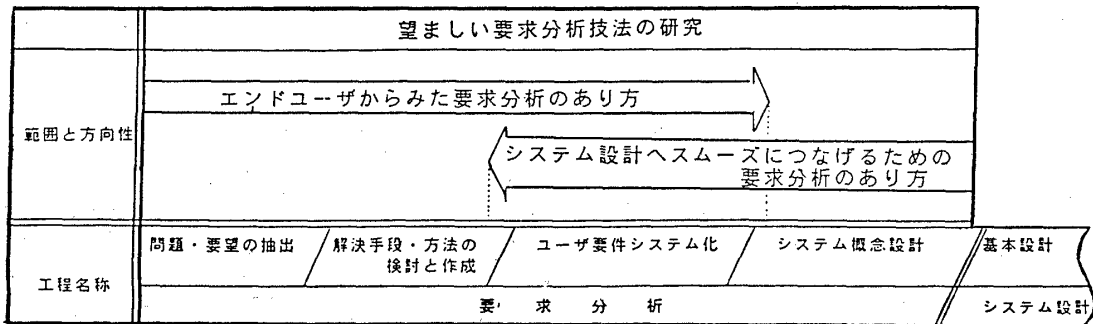 望ましい要求分析技法の研究
範囲と方向性
エンドユーザからみた要求分析のあり方
システム設計へスムーズにつなげるための
要求分析のあり方
工程名称
問題・要望の抽出
解決手段・方法の
検討と作成
ユーザ要件システム化
システム概念設計
基本設計
要求分析
システム設計